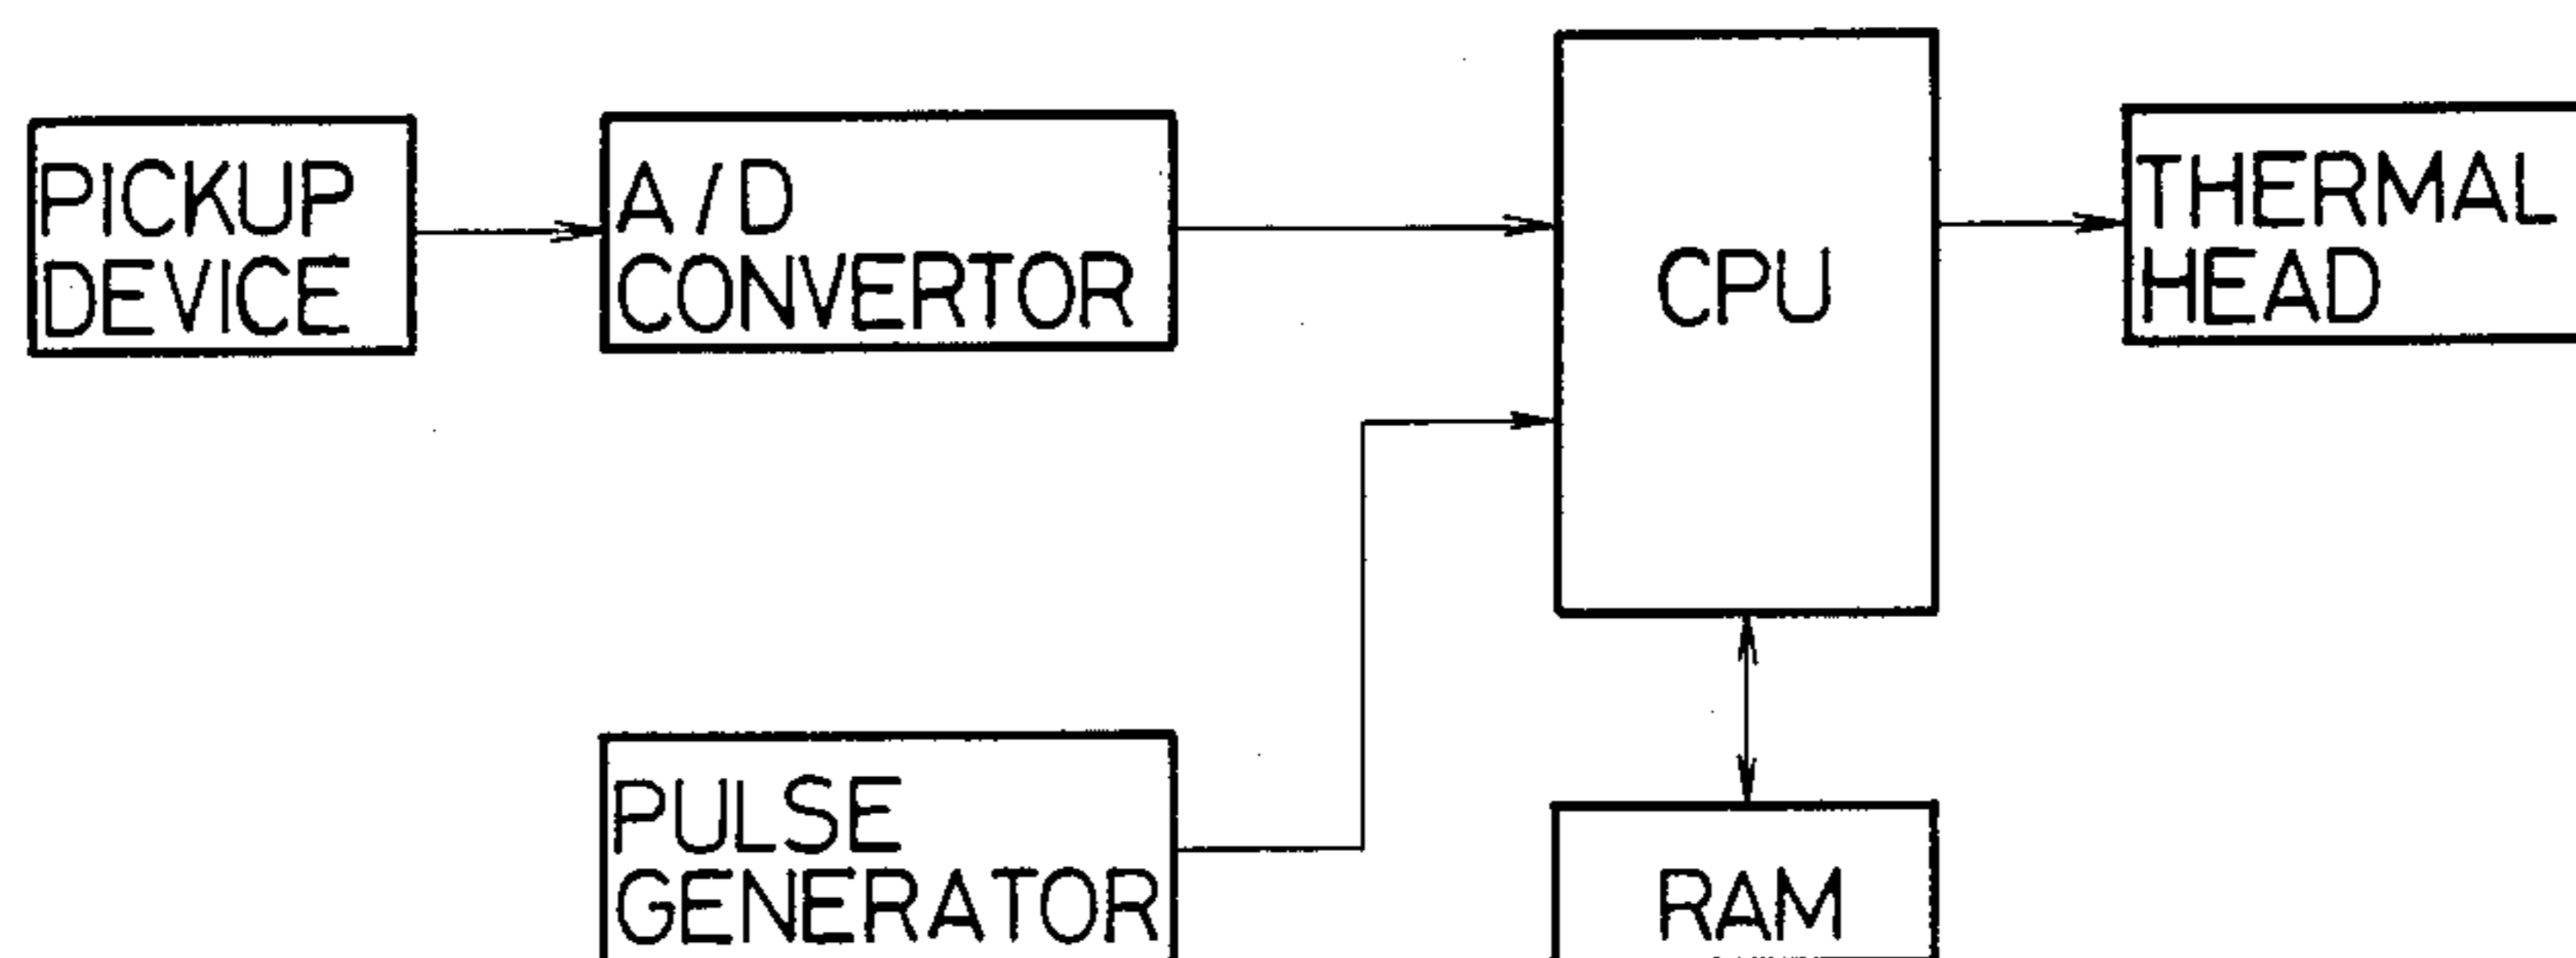 PICKUP
DEVICE
A/D
CONVERTOR
CPU
THERMAL
HEAD
PULSE
GENERATOR
RAM